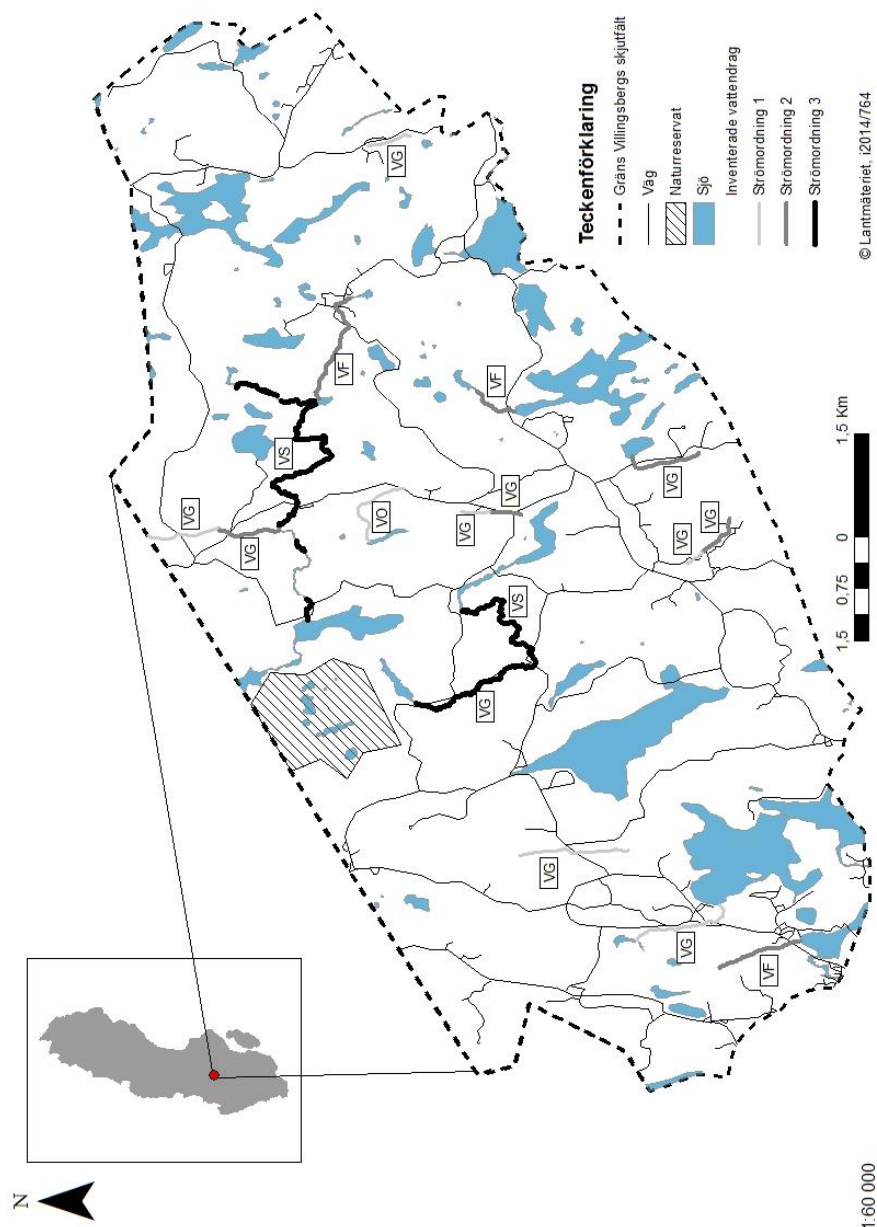 N
VG
VG
VS
VF
VO
VG
VG
VG
VF
VG
VS
VG
VG
VG
VG
VG
VF
Teckenförklaring
Gräns Villingsbergs skjutfält
Väg
Naturreservat
Sjö
Inventerade vattendrag
Strömordning 1
Strömordning 2
Strömordning 3
1,5 0,75 0 1,5 Km
1:60 000
© Lantmäteriet, i2014/764